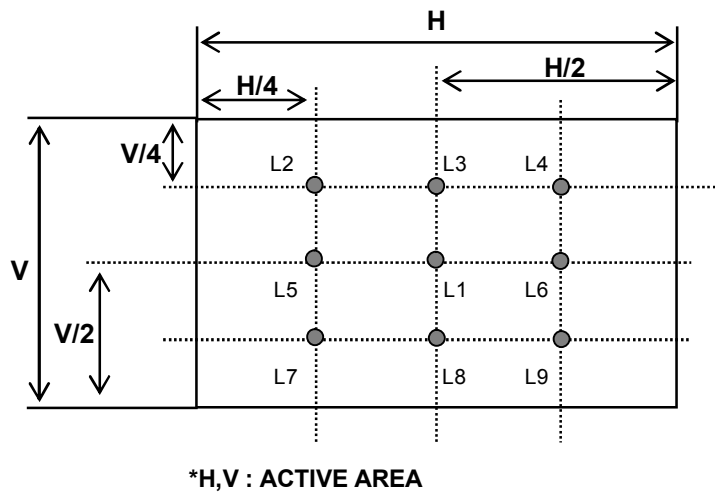 H
H/2
H/4
V/4
L2 L3 L4
V
L5 L1 L6
V/2
L7 L8 L9
*H,V : ACTIVE AREA